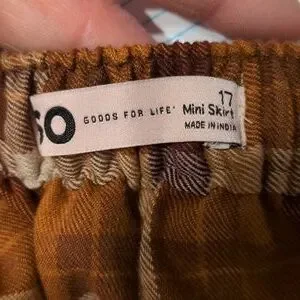 SO
GOODS FOR LIFE®
17
Mini Skirt
MADE IN INDIA